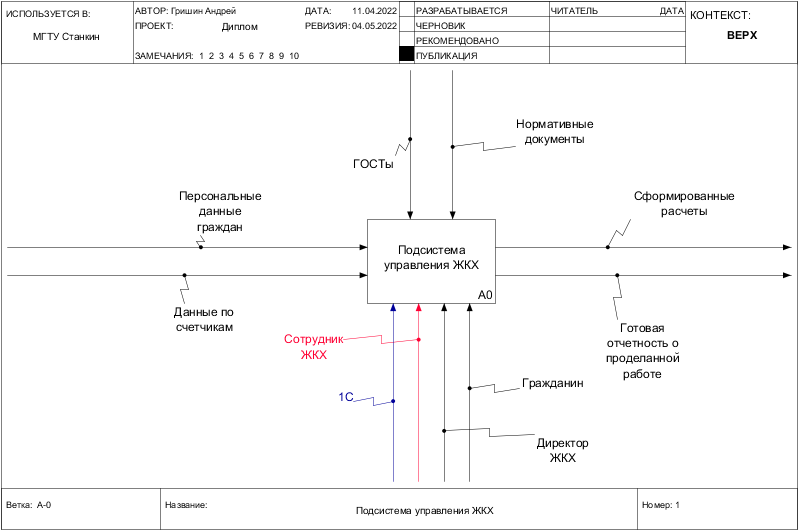 ИСПОЛЬЗУЕТСЯ В:
МГТУ Станкин
АВТОР: Гришин Андрей
ДАТА: 11.04.2022
ПРОЕКТ: Диплом
РЕВИЗИЯ: 04.05.2022
ЗАМЕЧАНИЯ: 1 2 3 4 5 6 7 8 9 10
РАЗРАБАТЫВАЕТСЯ
ЧЕРНОВИК
РЕКОМЕНДОВАНО
ПУБЛИКАЦИЯ
ЧИТАТЕЛЬ ДАТА
КОНТЕКСТ:
ВЕРХ
ГОСТы
Нормативные
документы
Персональные
данные
граждан
Данные по
счетчикам
Подсистема
управления ЖКХ
A0
Сформированные
расчеты
Готовая
отчетность о
проделанной
работе
Сотрудник
ЖКХ
1С
Гражданин
Директор
ЖКХ
Ветка: A-0
Название:
Подсистема управления ЖКХ
Номер: 1